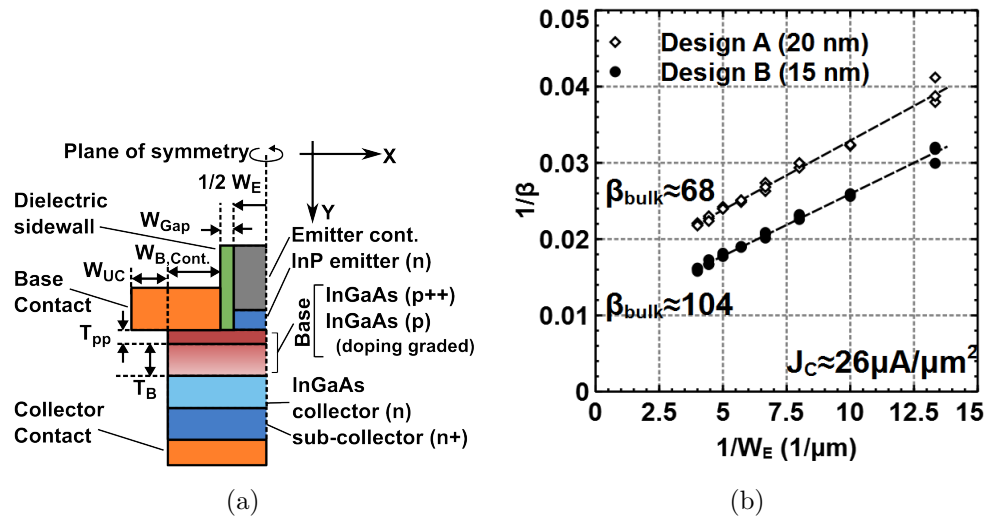 Plane of symmetry
X
1/2 W_E
Y
Dielectric
sidewall
W_Gap
W_B,Cont.
W_UC
Base
Contact
Emitter cont.
InP emitter (n)
Base
InGaAs (p++)
InGaAs (p)
(doping graded)
T_pp
T_B
InGaAs
collector (n)
sub-collector (n+)
Collector
Contact
(a)
0.05
0.04
0.03
0.02
0.01
0
1/β
Design A (20 nm)
Design B (15 nm)
β_bulk≈68
β_bulk≈104
J_C≈26μA/μm²
0 2.5 5.0 7.5 10.0 12.5 15
1/W_E (1/μm)
(b)